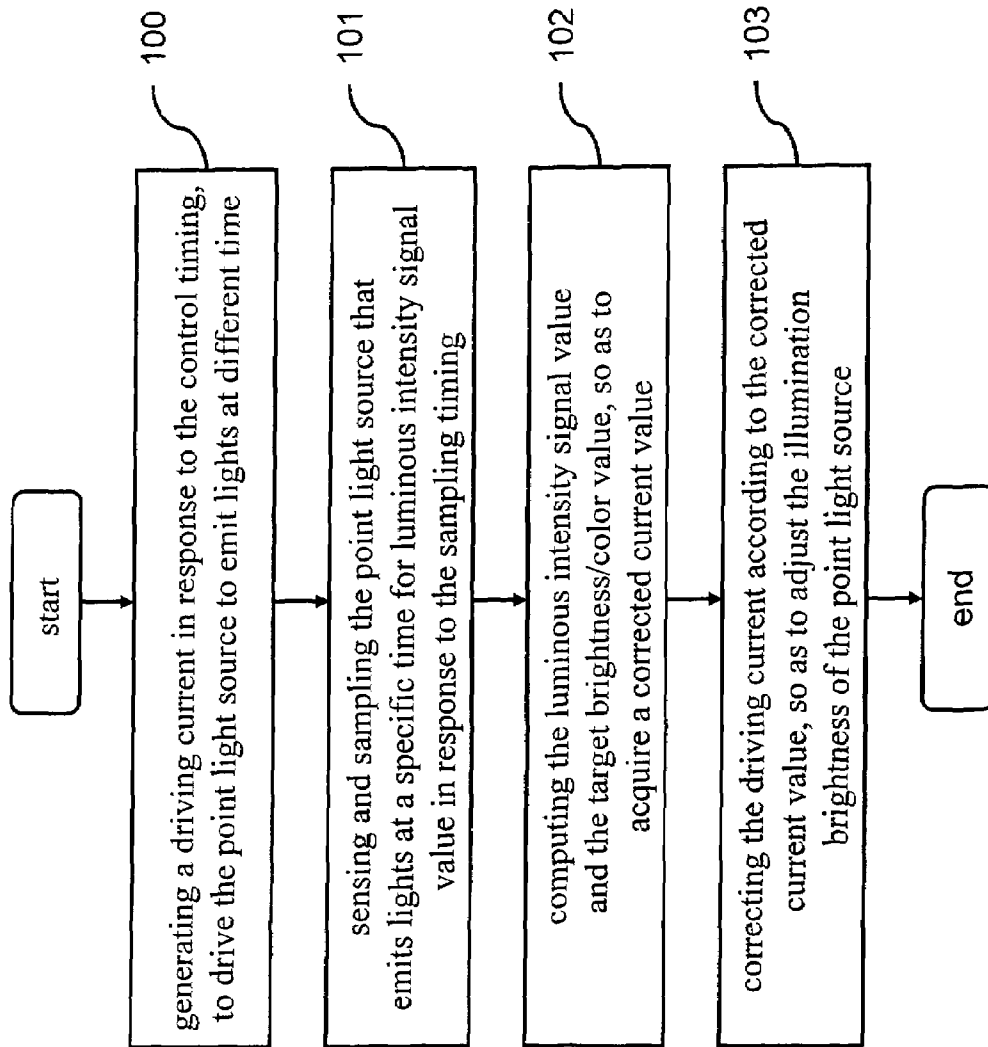 start
generating a driving current in response to the control timing,
to drive the point light source to emit lights at different time
100
sensing and sampling the point light source that
emits lights at a specific time for luminous intensity signal
value in response to the sampling timing
101
computing the luminous intensity signal value
and the target brightness/color value, so as to
acquire a corrected current value
102
correcting the driving current according to the corrected
current value, so as to adjust the illumination
brightness of the point light source
103
end